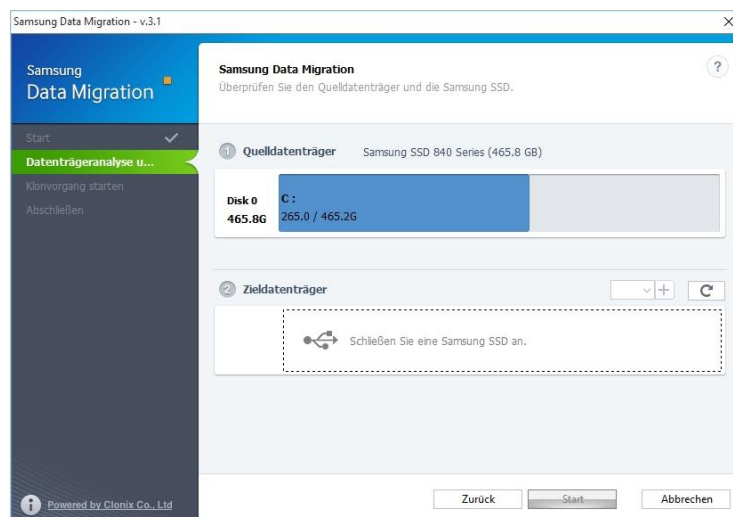 Samsung Data Migration - v.3.1
Samsung
Data Migration
Start
Datenträgeranalyse u...
Klonvorgang starten
Abschließen
Powered by Clonix Co., Ltd
Samsung Data Migration
Überprüfen Sie den Quelldatenträger und die Samsung SSD.
?
1 Quelldatenträger Samsung SSD 840 Series (465.8 GB)
Disk 0
465.8G
C :
265.0 / 465.2G
2 Zieldatenträger
Schließen Sie eine Samsung SSD an.
Zurück Start Abbrechen